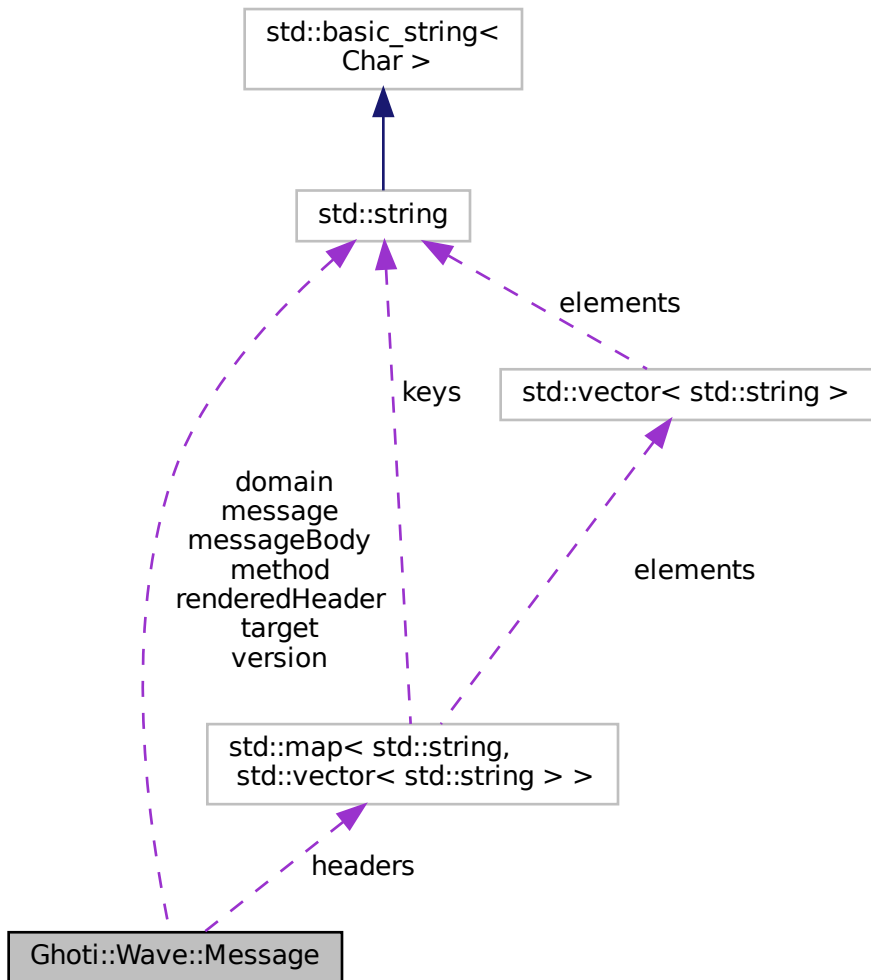 std::basic_string<
Char >
std::string
elements
keys
std::vector< std::string >
domain
message
messageBody
method
renderedHeader
target
version
elements
std::map< std::string,
std::vector< std::string > >
headers
Ghoti::Wave::Message